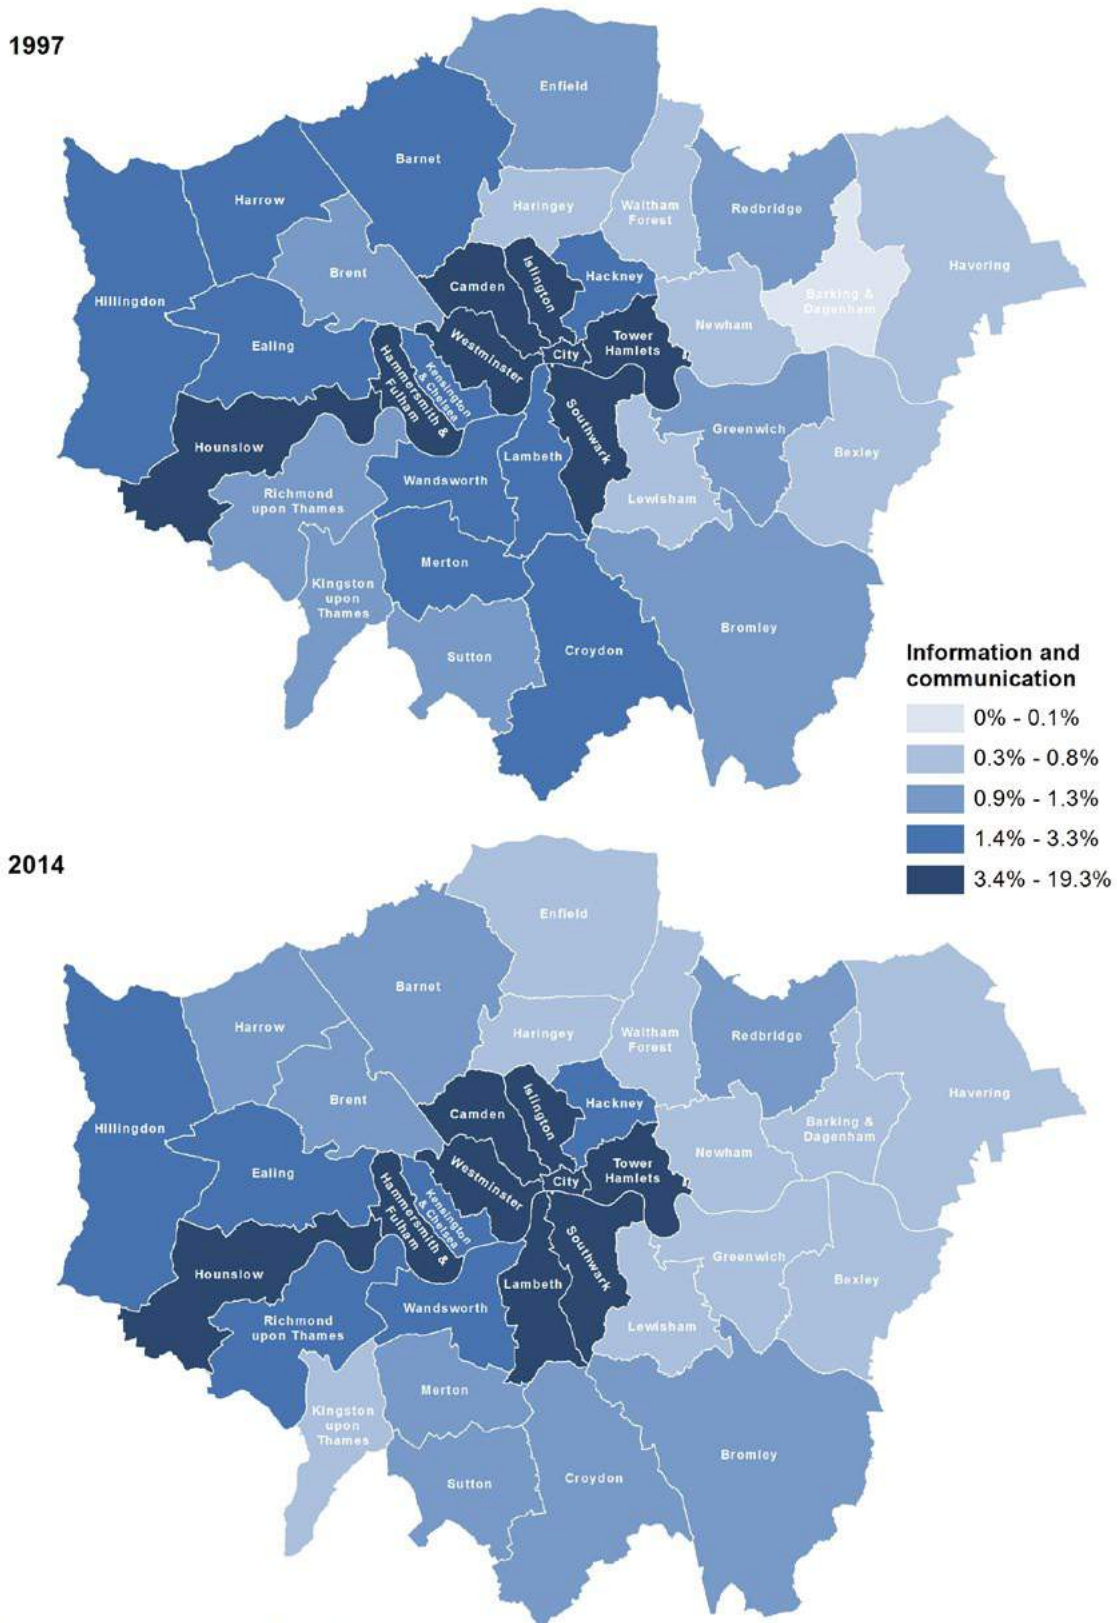 1997
Enfield
Barnet
Harrow
Haringey
Waltham
Forest
Redbridge
Havering
Brent
Hillingdon
Camden
Islington
Hackney
Barking &
Dagenham
Ealing
Westminster
City
Tower
Hamlets
Newham
Hammersmith &
Fulham
Kensington
& Chelsea
Hounslow
Southwark
Greenwich
Bexley
Richmond
upon Thames
Wandsworth
Lambeth
Lewisham
Merton
Kingston
upon
Thames
Sutton
Croydon
Bromley
Information and
communication
0% - 0.1%
0.3% - 0.8%
0.9% - 1.3%
1.4% - 3.3%
3.4% - 19.3%
2014
Enfield
Barnet
Harrow
Haringey
Waltham
Forest
Redbridge
Havering
Brent
Hillingdon
Camden
Islington
Hackney
Barking &
Dagenham
Ealing
Westminster
City
Tower
Hamlets
Newham
Hammersmith &
Fulham
Kensington
& Chelsea
Hounslow
Southwark
Greenwich
Bexley
Richmond
upon Thames
Wandsworth
Lambeth
Lewisham
Merton
Kingston
upon
Thames
Sutton
Croydon
Bromley